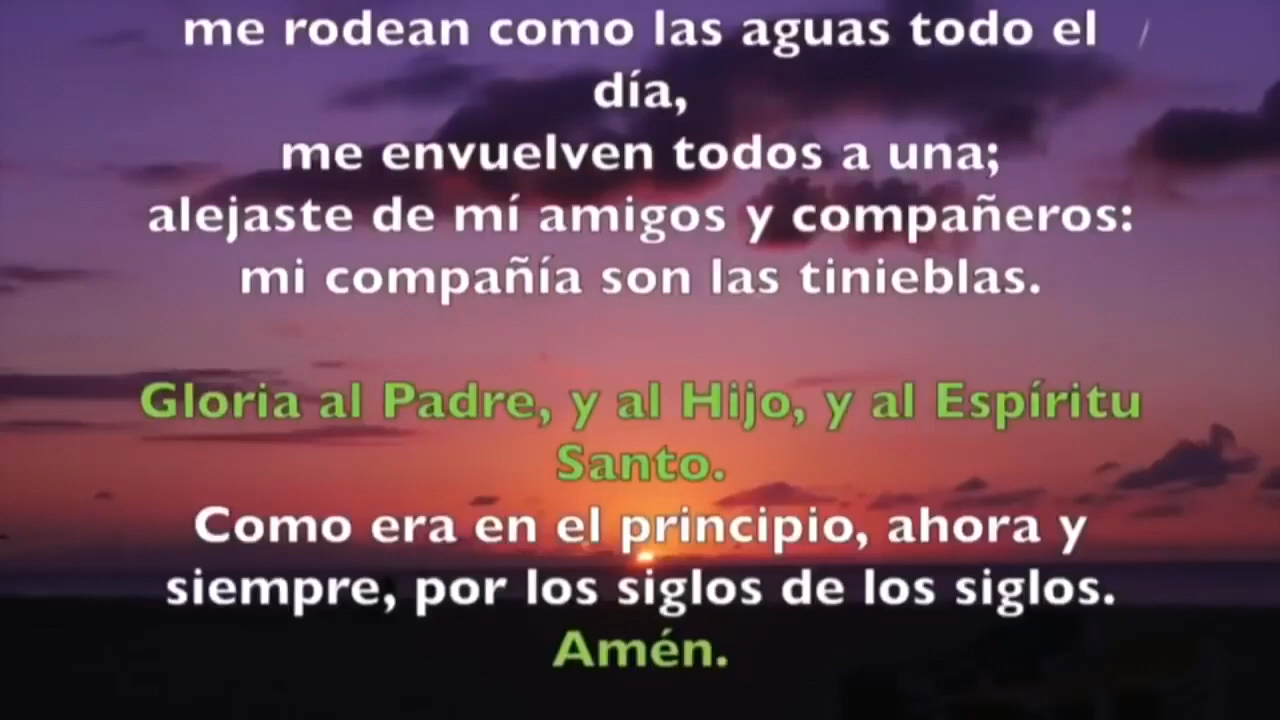 me rodean como las aguas todo el
día,
me envuelven todos a una;
alejaste de mí amigos y compañeros:
mi compañía son las tinieblas.
Gloria al Padre, y al Hijo, y al Espíritu
Santo.
Como era en el principio, ahora y
siempre, por los siglos de los siglos.
Amén.